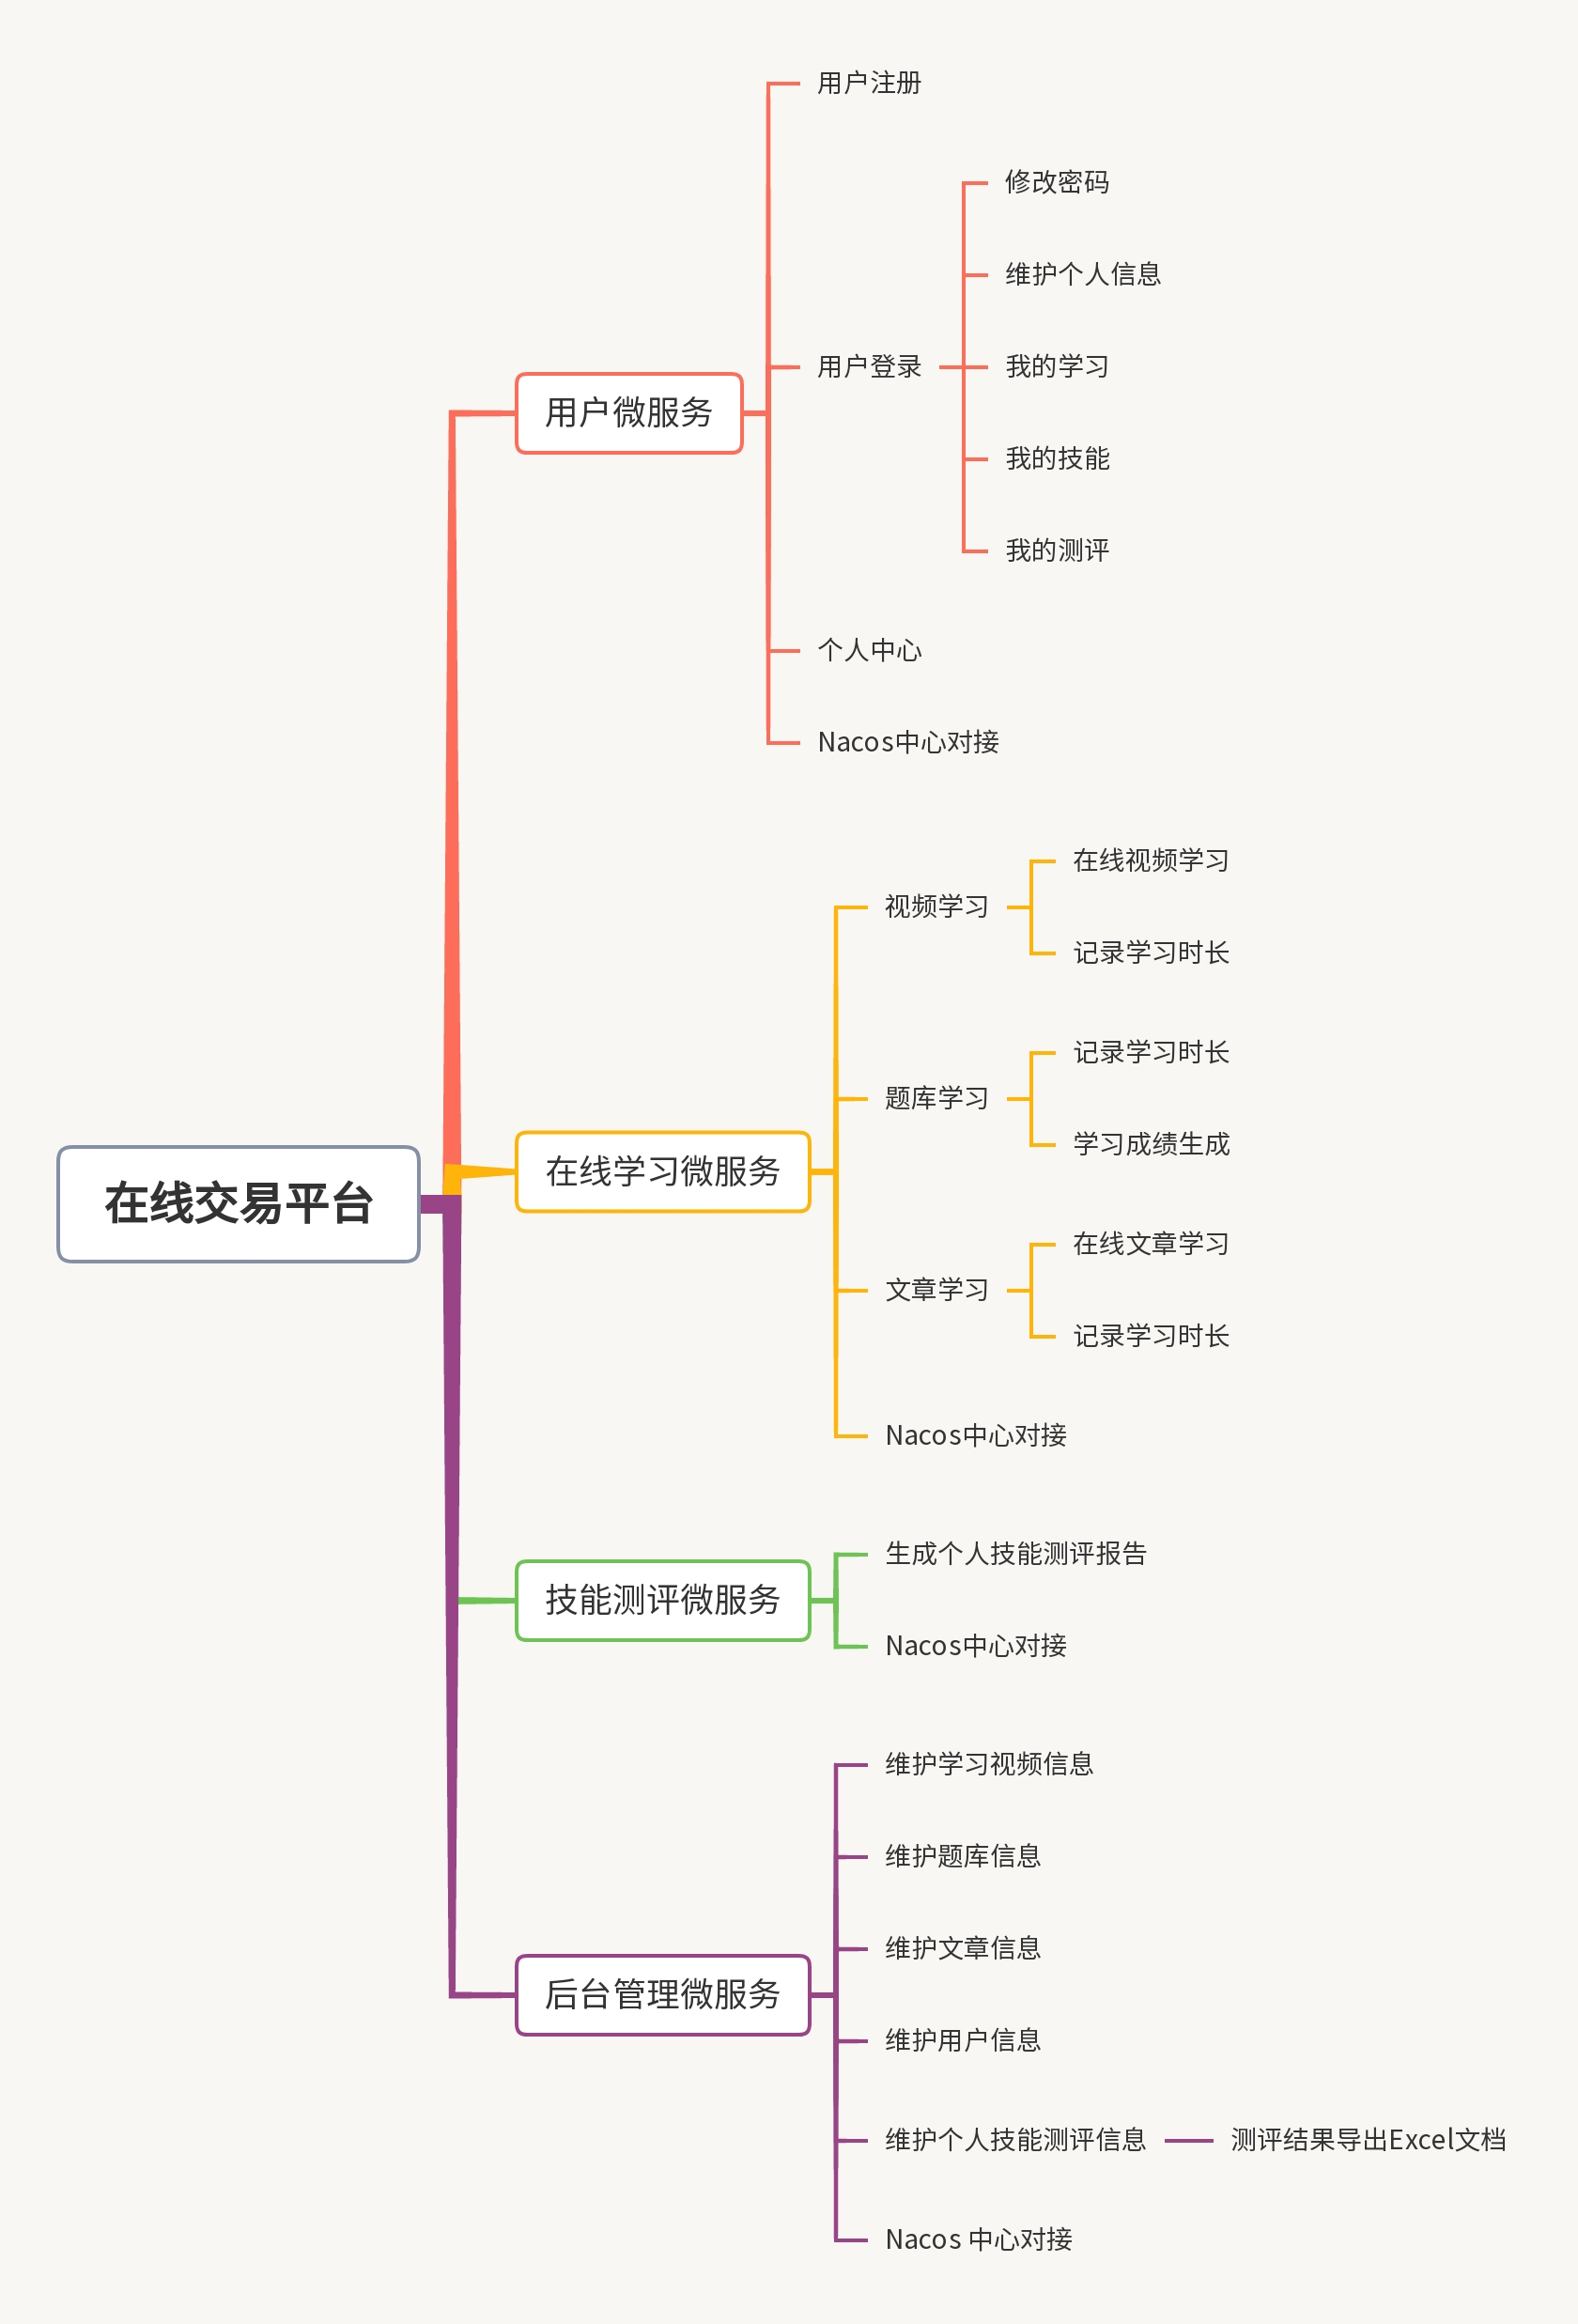 在线交易平台
用户微服务
用户注册
用户登录
修改密码
维护个人信息
我的学习
我的技能
我的测评
个人中心
Nacos中心对接
在线学习微服务
视频学习
在线视频学习
记录学习时长
题库学习
记录学习时长
学习成绩生成
文章学习
在线文章学习
记录学习时长
Nacos中心对接
技能测评微服务
生成个人技能测评报告
Nacos中心对接
后台管理微服务
维护学习视频信息
维护题库信息
维护文章信息
维护用户信息
维护个人技能测评信息
测评结果导出Excel文档
Nacos 中心对接